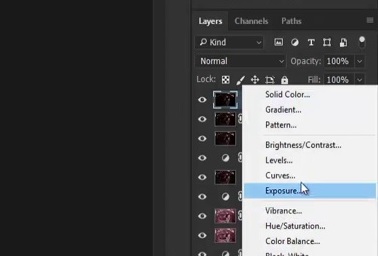 Layers Channels Paths
Kind
Normal Opacity: 100%
Lock: Fill: 100%
Solid Color...
Gradient...
Pattern...
Brightness/Contrast...
Levels...
Curves...
Exposure...
Vibrance...
Hue/Saturation...
Color Balance...